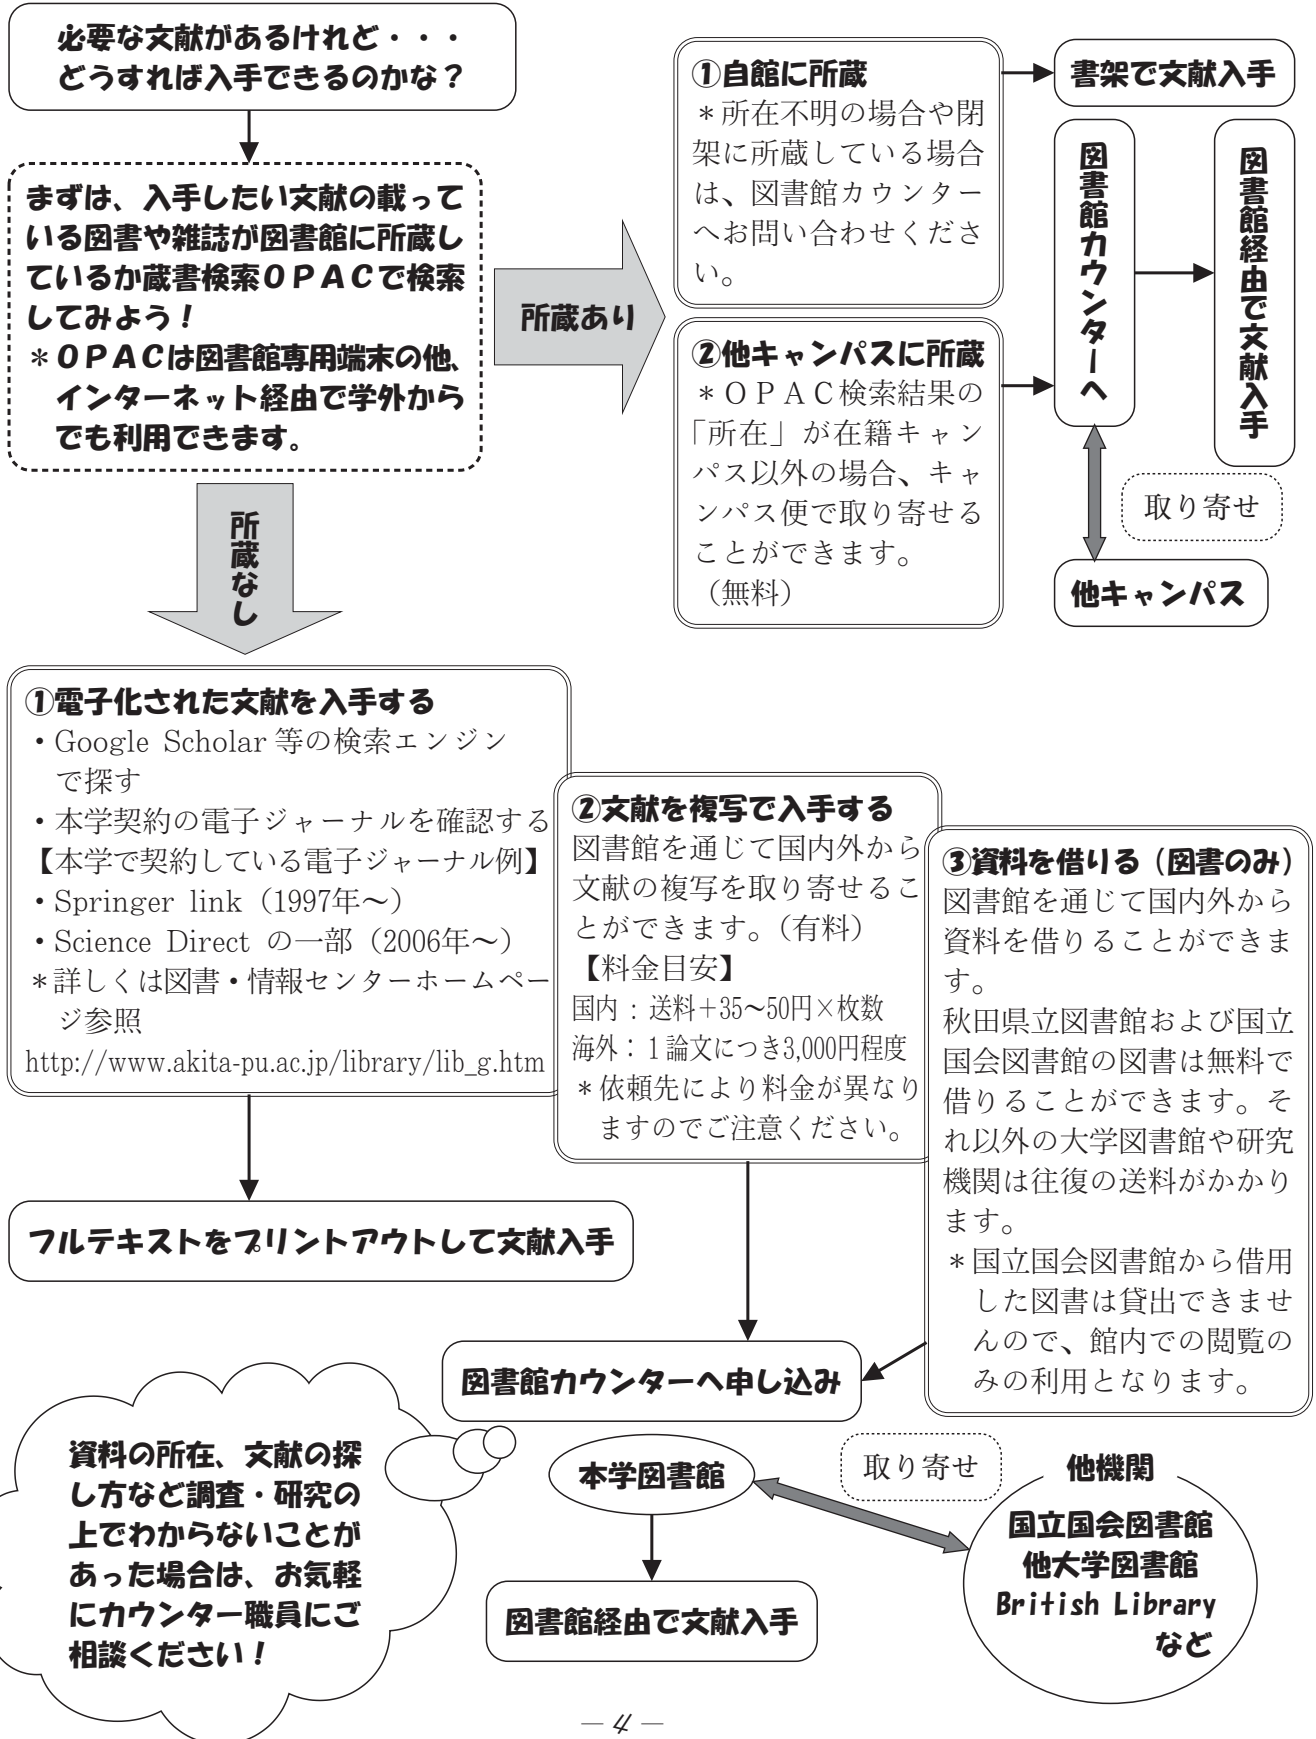 必要な文献があるけれど・・・
どうすれば入手できるのかな？
まずは、入手したい文献の載って
いる図書や雑誌が図書館に所蔵し
ているか蔵書検索ＯＰＡＣで検索
してみよう！
＊ＯＰＡＣは図書館専用端末の他、
インターネット経由で学外から
でも利用できます。
所蔵あり
①自館に所蔵
＊所在不明の場合や閉
架に所蔵している場合
は、図書館カウンター
へお問い合わせくださ
い。
書架で文献入手
②他キャンパスに所蔵
＊ＯＰＡＣ検索結果の
「所在」が在籍キャン
パス以外の場合、キャ
ンパス便で取り寄せる
ことができます。
（無料）
図書館カウンターへ
図書館経由で文献入手
取り寄せ
他キャンパス
所蔵なし
①電子化された文献を入手する
・Google Scholar 等の検索エンジン
で探す
・本学契約の電子ジャーナルを確認する
【本学で契約している電子ジャーナル例】
・Springer link（1997年～）
・Science Direct の一部（2006年～）
＊詳しくは図書・情報センターホームペー
ジ参照
http://www.akita-pu.ac.jp/library/lib_g.htm
フルテキストをプリントアウトして文献入手
②文献を複写で入手する
図書館を通じて国内外から
文献の複写を取り寄せるこ
とができます。（有料）
【料金目安】
国内：送料＋35～50円×枚数
海外：１論文につき3,000円程度
＊依頼先により料金が異なり
ますのでご注意ください。
③資料を借りる（図書のみ）
図書館を通じて国内外から
資料を借りることができま
す。
秋田県立図書館および国立
国会図書館の図書は無料で
借りることができます。そ
れ以外の大学図書館や研究
機関は往復の送料がかかり
ます。
＊国立国会図書館から借用
した図書は貸出できませ
んので、館内での閲覧の
みの利用となります。
図書館カウンターへ申し込み
資料の所在、文献の探
し方など調査・研究の
上でわからないことが
あった場合は、お気軽
にカウンター職員にご
相談ください！
本学図書館
取り寄せ
他機関
国立国会図書館
他大学図書館
British Library
など
図書館経由で文献入手
― 4 ―